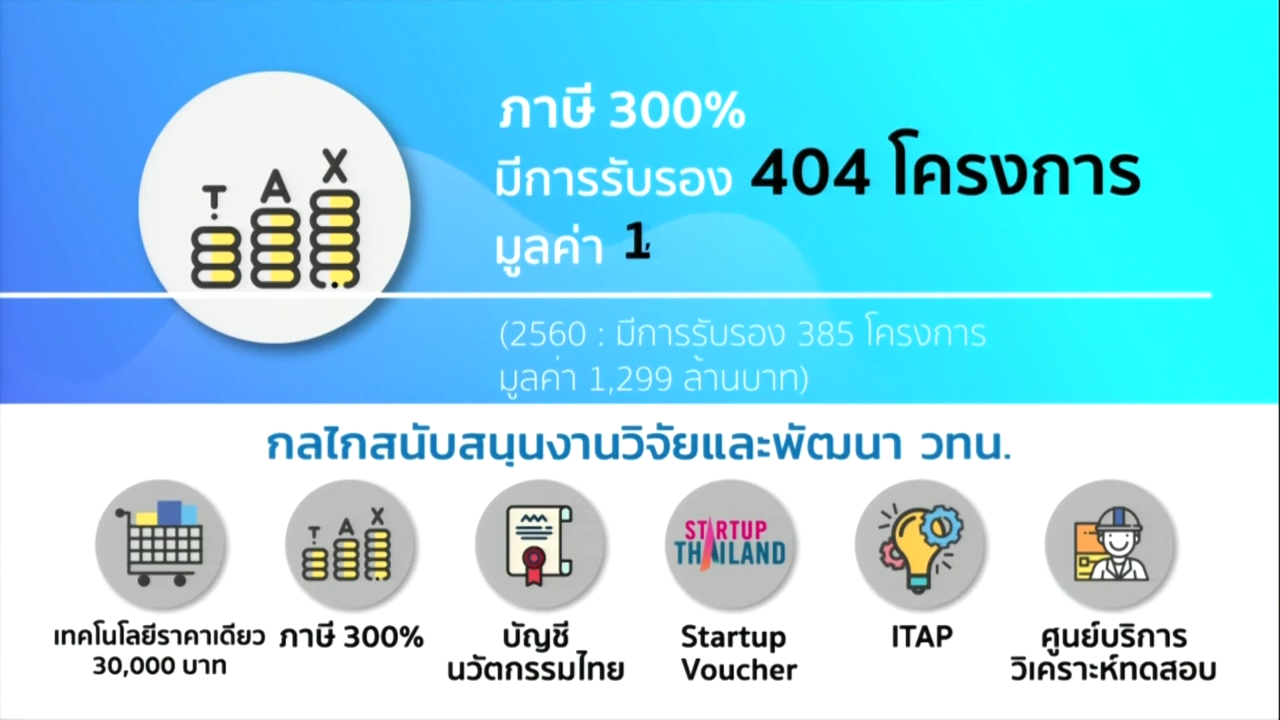 TAX
ภาษี 300%
มีการรับรอง 404 โครงการ
มูลค่า 1,
(2560 : มีการรับรอง 385 โครงการ
มูลค่า 1,299 ล้านบาท)
กลไกสนับสนุนงานวิจัยและพัฒนา วทน.
TAX
STARTUP
THAILAND
เทคโนโลยีราคาเดียว
30,000 บาท
ภาษี 300%
บัญชี
นวัตกรรมไทย
Startup
Voucher
ITAP
ศูนย์บริการ
วิเคราะห์ทดสอบ